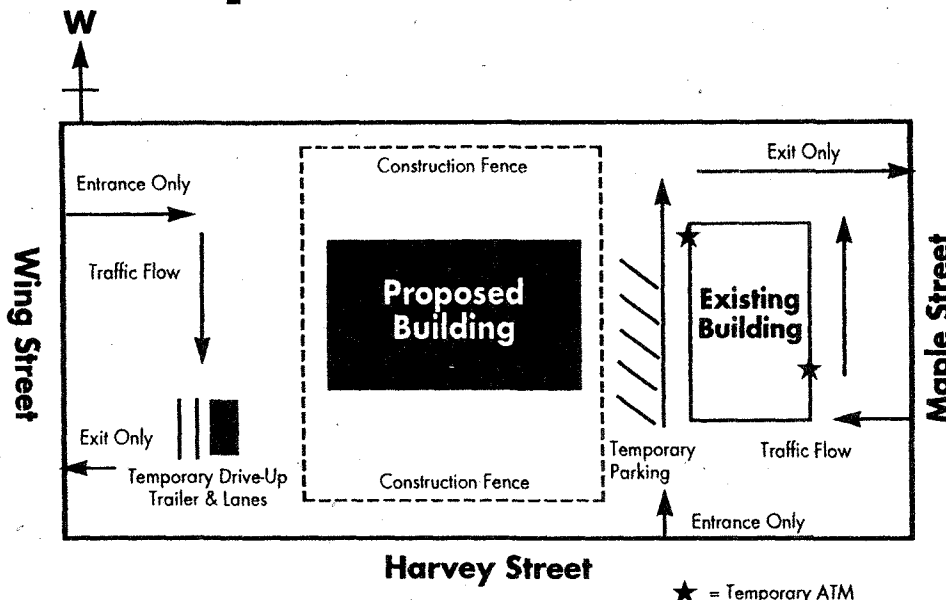 W
Construction Fence
Exit Only
Entrance Only
Traffic Flow
Wing Street
Proposed
Building
Existing
Building
Maple Street
Exit Only
Temporary Drive-Up
Trailer & Lanes
Construction Fence
Temporary
Parking
Traffic Flow
Entrance Only
Harvey Street
★ = Temporary ATM